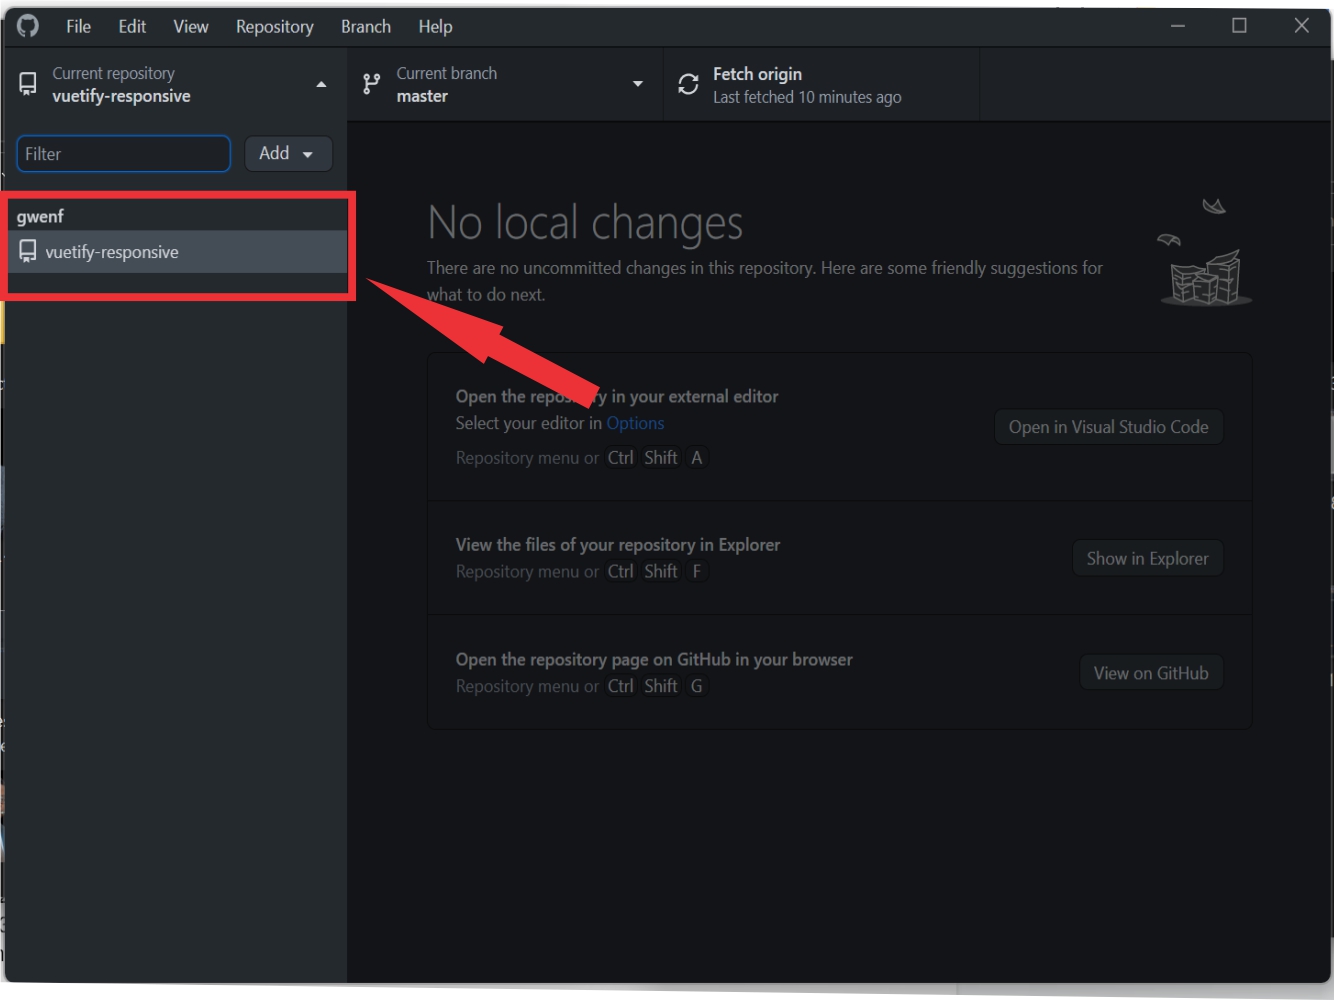 File Edit View Repository Branch Help
Current repository
vuetify-responsive
Current branch
master
Fetch origin
Last fetched 10 minutes ago
Filter
Add
gwenf
vuetify-responsive
No local changes
There are no uncommitted changes in this repository. Here are some friendly suggestions for
what to do next.
Open the repository in your external editor
Select your editor in Options
Repository menu or Ctrl Shift A
Open in Visual Studio Code
View the files of your repository in Explorer
Repository menu or Ctrl Shift F
Show in Explorer
Open the repository page on GitHub in your browser
Repository menu or Ctrl Shift G
View on GitHub